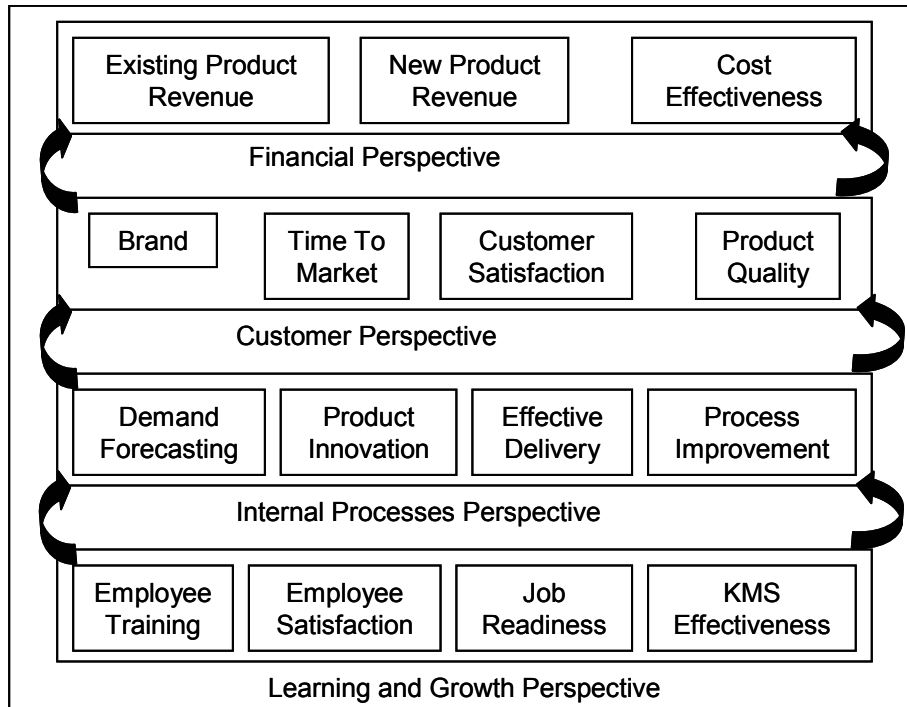 Existing Product
Revenue
New Product
Revenue
Cost
Effectiveness
Financial Perspective
Brand
Time To
Market
Customer
Satisfaction
Product
Quality
Customer Perspective
Demand
Forecasting
Product
Innovation
Effective
Delivery
Process
Improvement
Internal Processes Perspective
Employee
Training
Employee
Satisfaction
Job
Readiness
KMS
Effectiveness
Learning and Growth Perspective